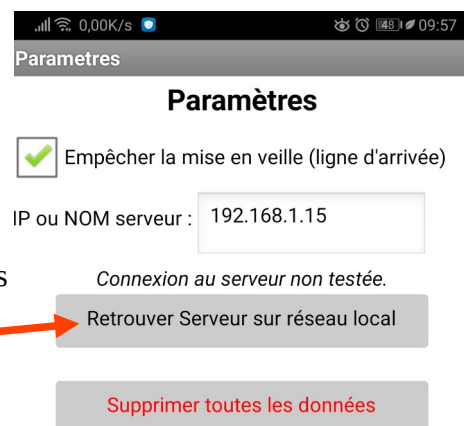 0,00K/s 48 09:57
Parametres
Paramètres
Empêcher la mise en veille (ligne d'arrivée)
IP ou NOM serveur : 192.168.1.15
s
Connexion au serveur non testée.
Retrouver Serveur sur réseau local
Supprimer toutes les données